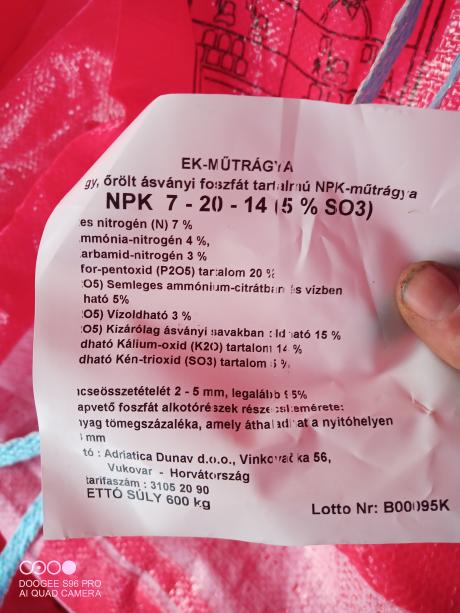 EK-MŰTRÁGYA
gy, őrölt ásványi foszfát tartalmú NPK-műtrágya
NPK 7 - 20 - 14 (5 % SO3)
es nitrogén (N) 7 %
mmónia-nitrogén 4 %,
arbamid-nitrogén 3 %
for-pentoxid (P2O5) tartalom 20 %
O5) Semleges ammónium-citrátban és vízben
ható 5%
O5) Vízoldható 3 %
O5) Kizárólag ásványi savakban oldható 15 %
dható Kálium-oxid (K2O) tartalom 14 %
dható Kén-trioxid (SO3) tartalom 5 %
cseösszetételét 2 - 5 mm, legalább 95%
apvető foszfát alkotórészek részecskemérete:
nyag tömegszázaléka, amely áthaladhat a nyitóhelyen
mm
tó : Adriatica Dunav d.o.o., Vinkovačka 56,
Vukovar - Horvátország
tarifaszám : 3105 20 90
ETTÓ SÚLY 600 kg
Lotto Nr: B00095K
DOOGEE S96 PRO
AI QUAD CAMERA